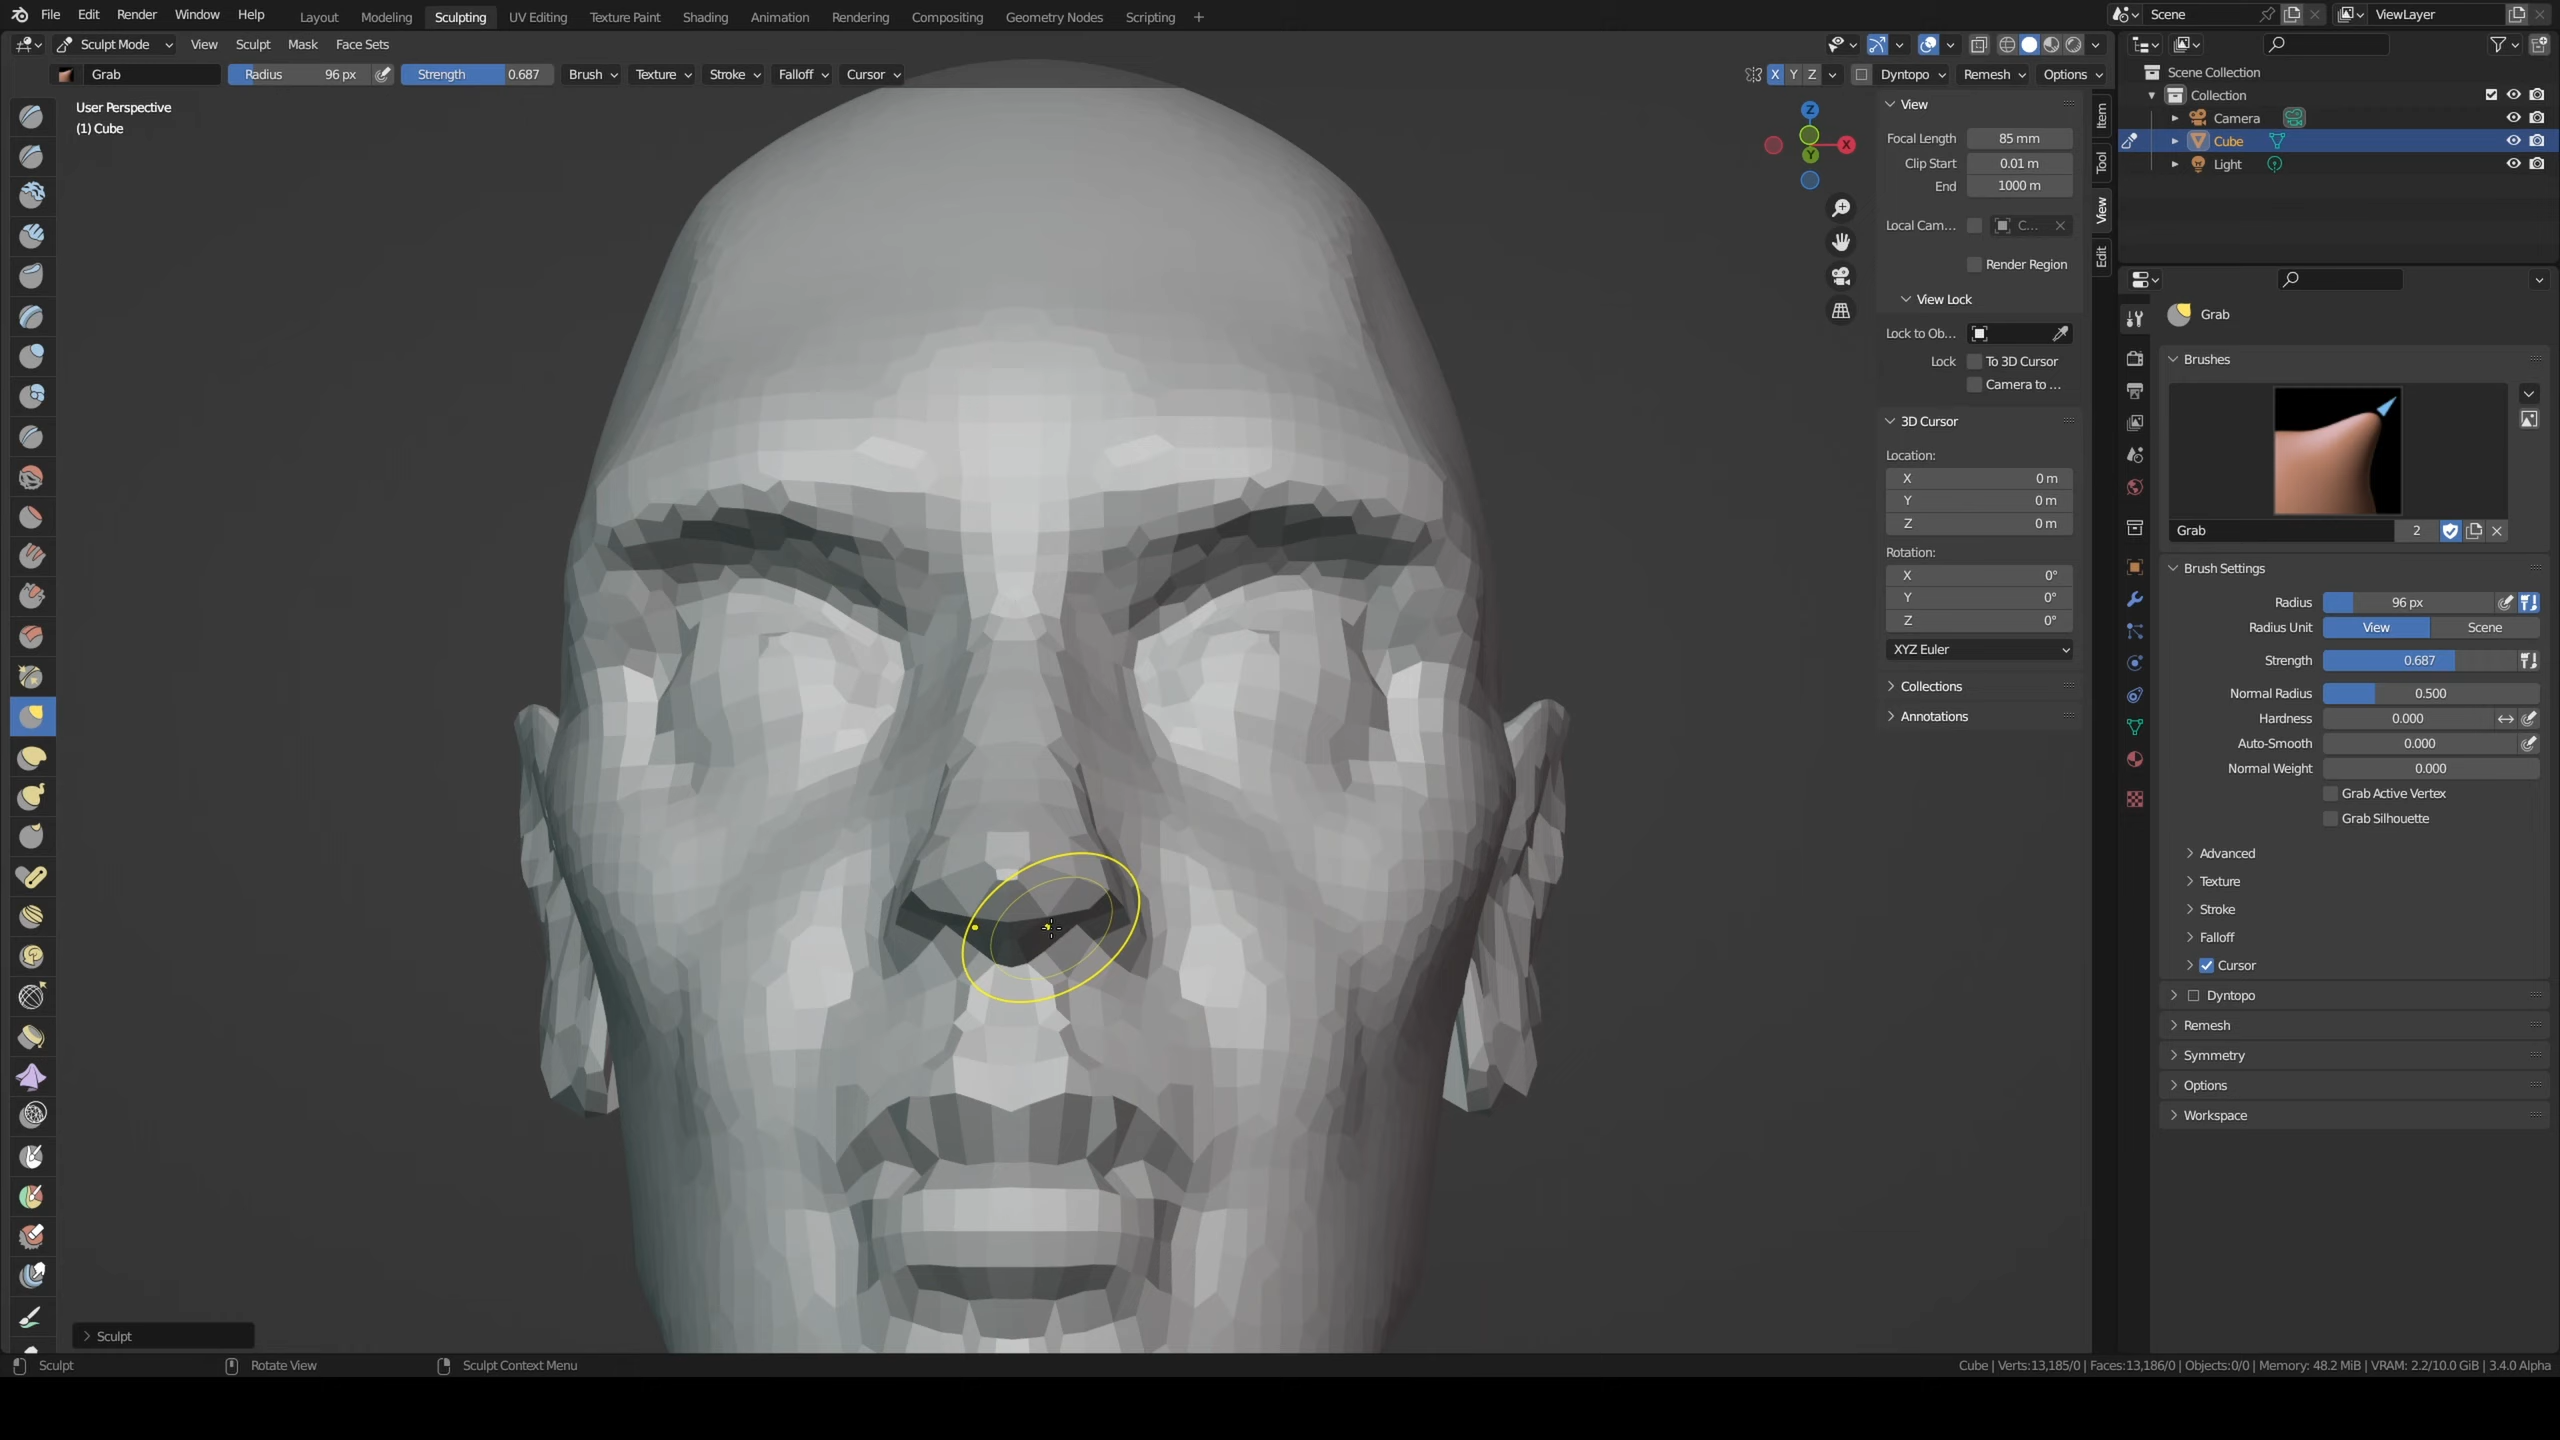 File Edit Render Window Help Layout Modeling Sculpting UV Editing Texture Paint Shading Animation Rendering Compositing Geometry Nodes Scripting + Scene ViewLayer
Sculpt Mode View Sculpt Mask Face Sets
Grab Radius 96 px Strength 0.687 Brush Texture Stroke Falloff Cursor X Y Z Dyntopo Remesh Options
User Perspective
(1) Cube
Z
X
Y
View
Focal Length 85 mm
Clip Start 0.01 m
End 1000 m
Local Cam... C...
Render Region
View Lock
Lock to Ob...
Lock To 3D Cursor
Camera to ...
3D Cursor
Location:
X 0 m
Y 0 m
Z 0 m
Rotation:
X 0°
Y 0°
Z 0°
XYZ Euler
Collections
Annotations
Item
Tool
View
Edit
Scene Collection
Collection
Camera
Cube
Light
Grab
Brushes
Grab 2
Brush Settings
Radius 96 px
Radius Unit View Scene
Strength 0.687
Normal Radius 0.500
Hardness 0.000
Auto-Smooth 0.000
Normal Weight 0.000
Grab Active Vertex
Grab Silhouette
Advanced
Texture
Stroke
Falloff
Cursor
Dyntopo
Remesh
Symmetry
Options
Workspace
Sculpt
Sculpt Rotate View Sculpt Context Menu Cube | Verts:13,185/0 | Faces:13,186/0 | Objects:0/0 | Memory: 48.2 MiB | VRAM: 2.2/10.0 GiB | 3.4.0 Alpha